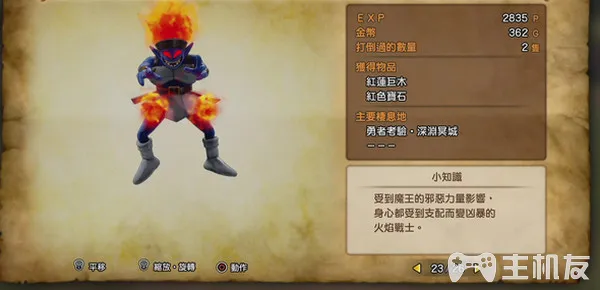 ＥＸＰ 2835 P
金幣 362 G
打倒過的數量 2 隻
獲得物品
紅蓮巨木
紅色寶石
主要棲息地
勇者考驗・深淵冥城
－－－
小知識
受到魔王的邪惡力量影響，
身心都受到支配而變凶暴的
火焰戰士。
平移 縮放・旋轉 動作
23
主机友